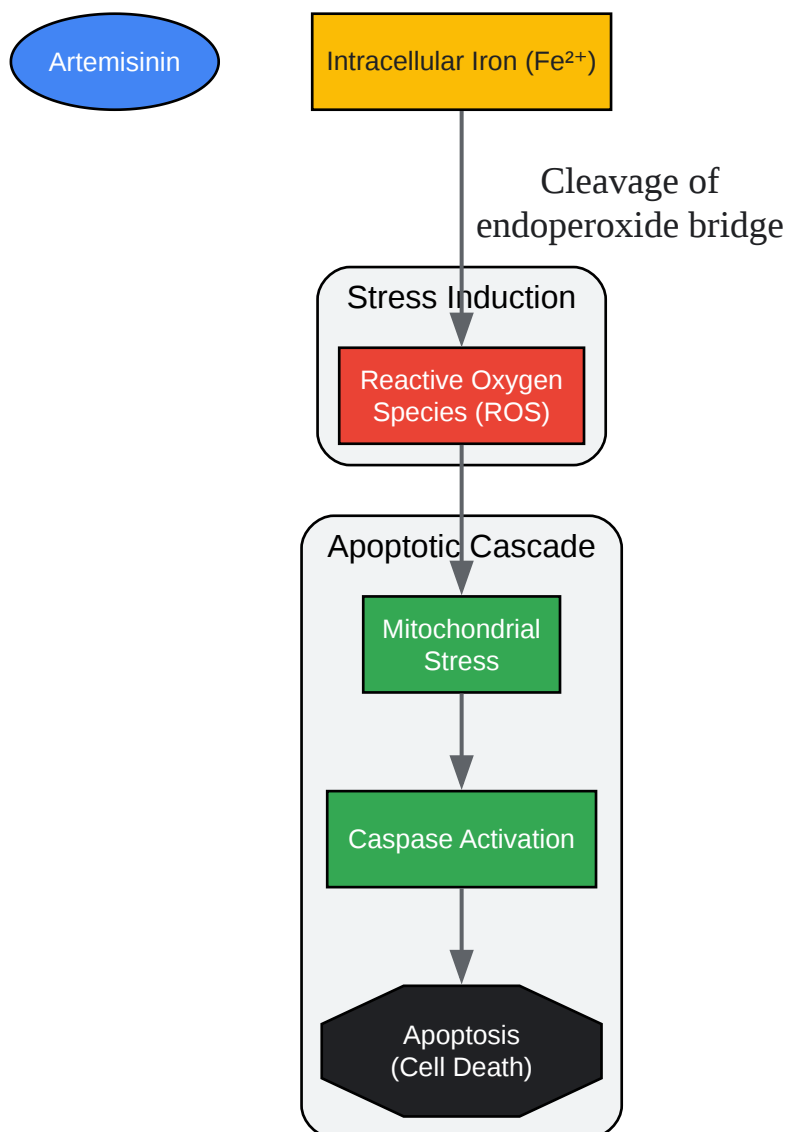 Artemisinin
Intracellular Iron (Fe²⁺)
Cleavage of
endoperoxide bridge
Stress Induction
Reactive Oxygen
Species (ROS)
Apoptotic Cascade
Mitochondrial
Stress
Caspase Activation
Apoptosis
(Cell Death)